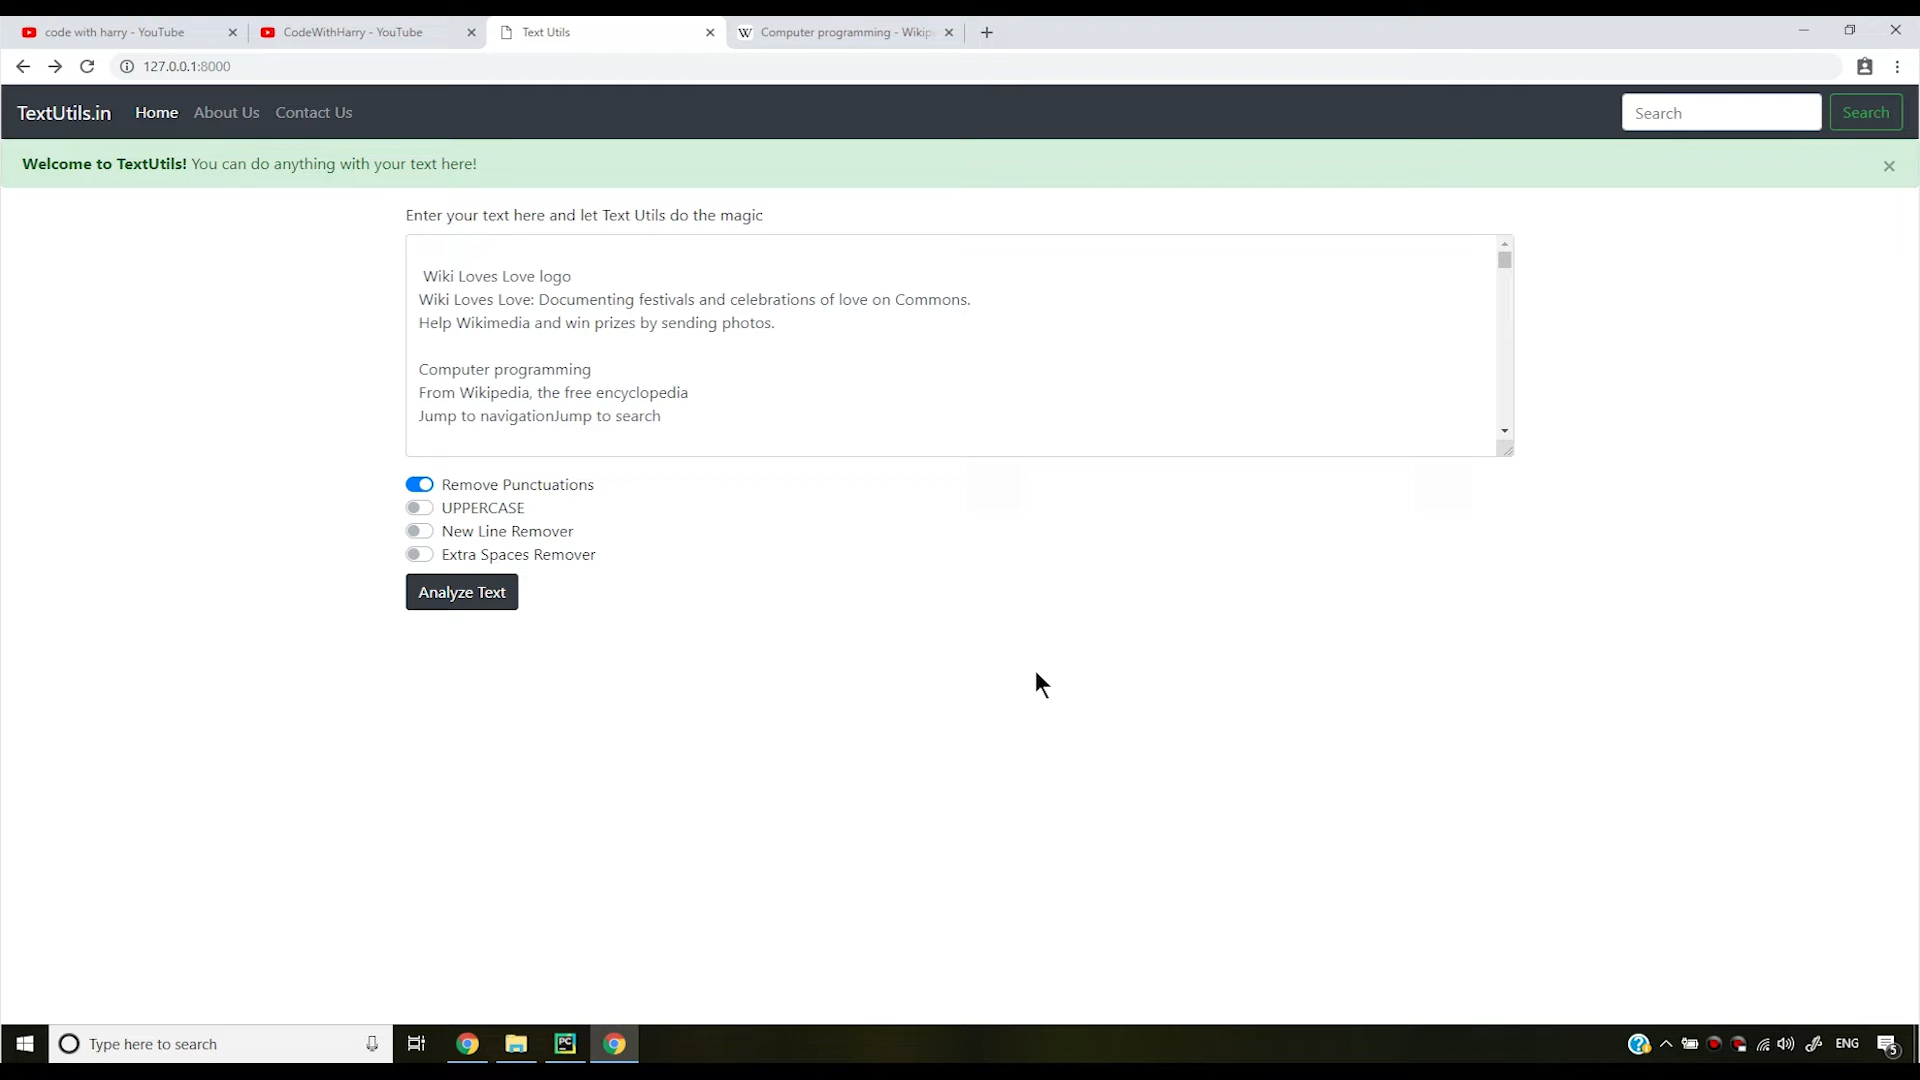 code with harry - YouTube
CodeWithHarry - YouTube
Text Utils
W Computer programming - Wikip
127.0.0.1:8000
TextUtils.in Home About Us Contact Us Search Search
Welcome to TextUtils! You can do anything with your text here!
Enter your text here and let Text Utils do the magic
Wiki Loves Love logo
Wiki Loves Love: Documenting festivals and celebrations of love on Commons.
Help Wikimedia and win prizes by sending photos.
Computer programming
From Wikipedia, the free encyclopedia
Jump to navigationJump to search
Remove Punctuations
UPPERCASE
New Line Remover
Extra Spaces Remover
Analyze Text
Type here to search
PC
ENG
5